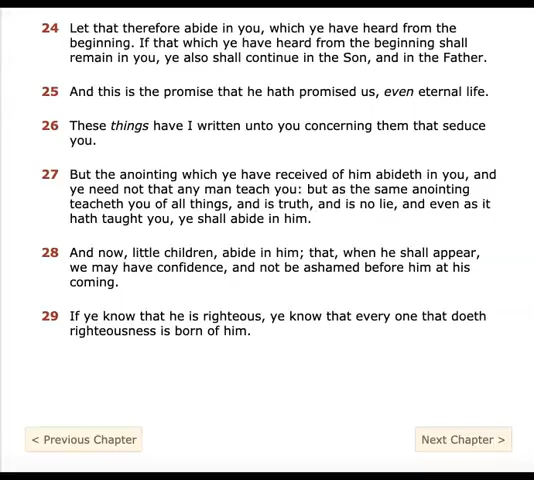 24 Let that therefore abide in you, which ye have heard from the
beginning. If that which ye have heard from the beginning shall
remain in you, ye also shall continue in the Son, and in the Father.
25 And this is the promise that he hath promised us, even eternal life.
26 These things have I written unto you concerning them that seduce
you.
27 But the anointing which ye have received of him abideth in you, and
ye need not that any man teach you: but as the same anointing
teacheth you of all things, and is truth, and is no lie, and even as it
hath taught you, ye shall abide in him.
28 And now, little children, abide in him; that, when he shall appear,
we may have confidence, and not be ashamed before him at his
coming.
29 If ye know that he is righteous, ye know that every one that doeth
righteousness is born of him.
< Previous Chapter
Next Chapter >